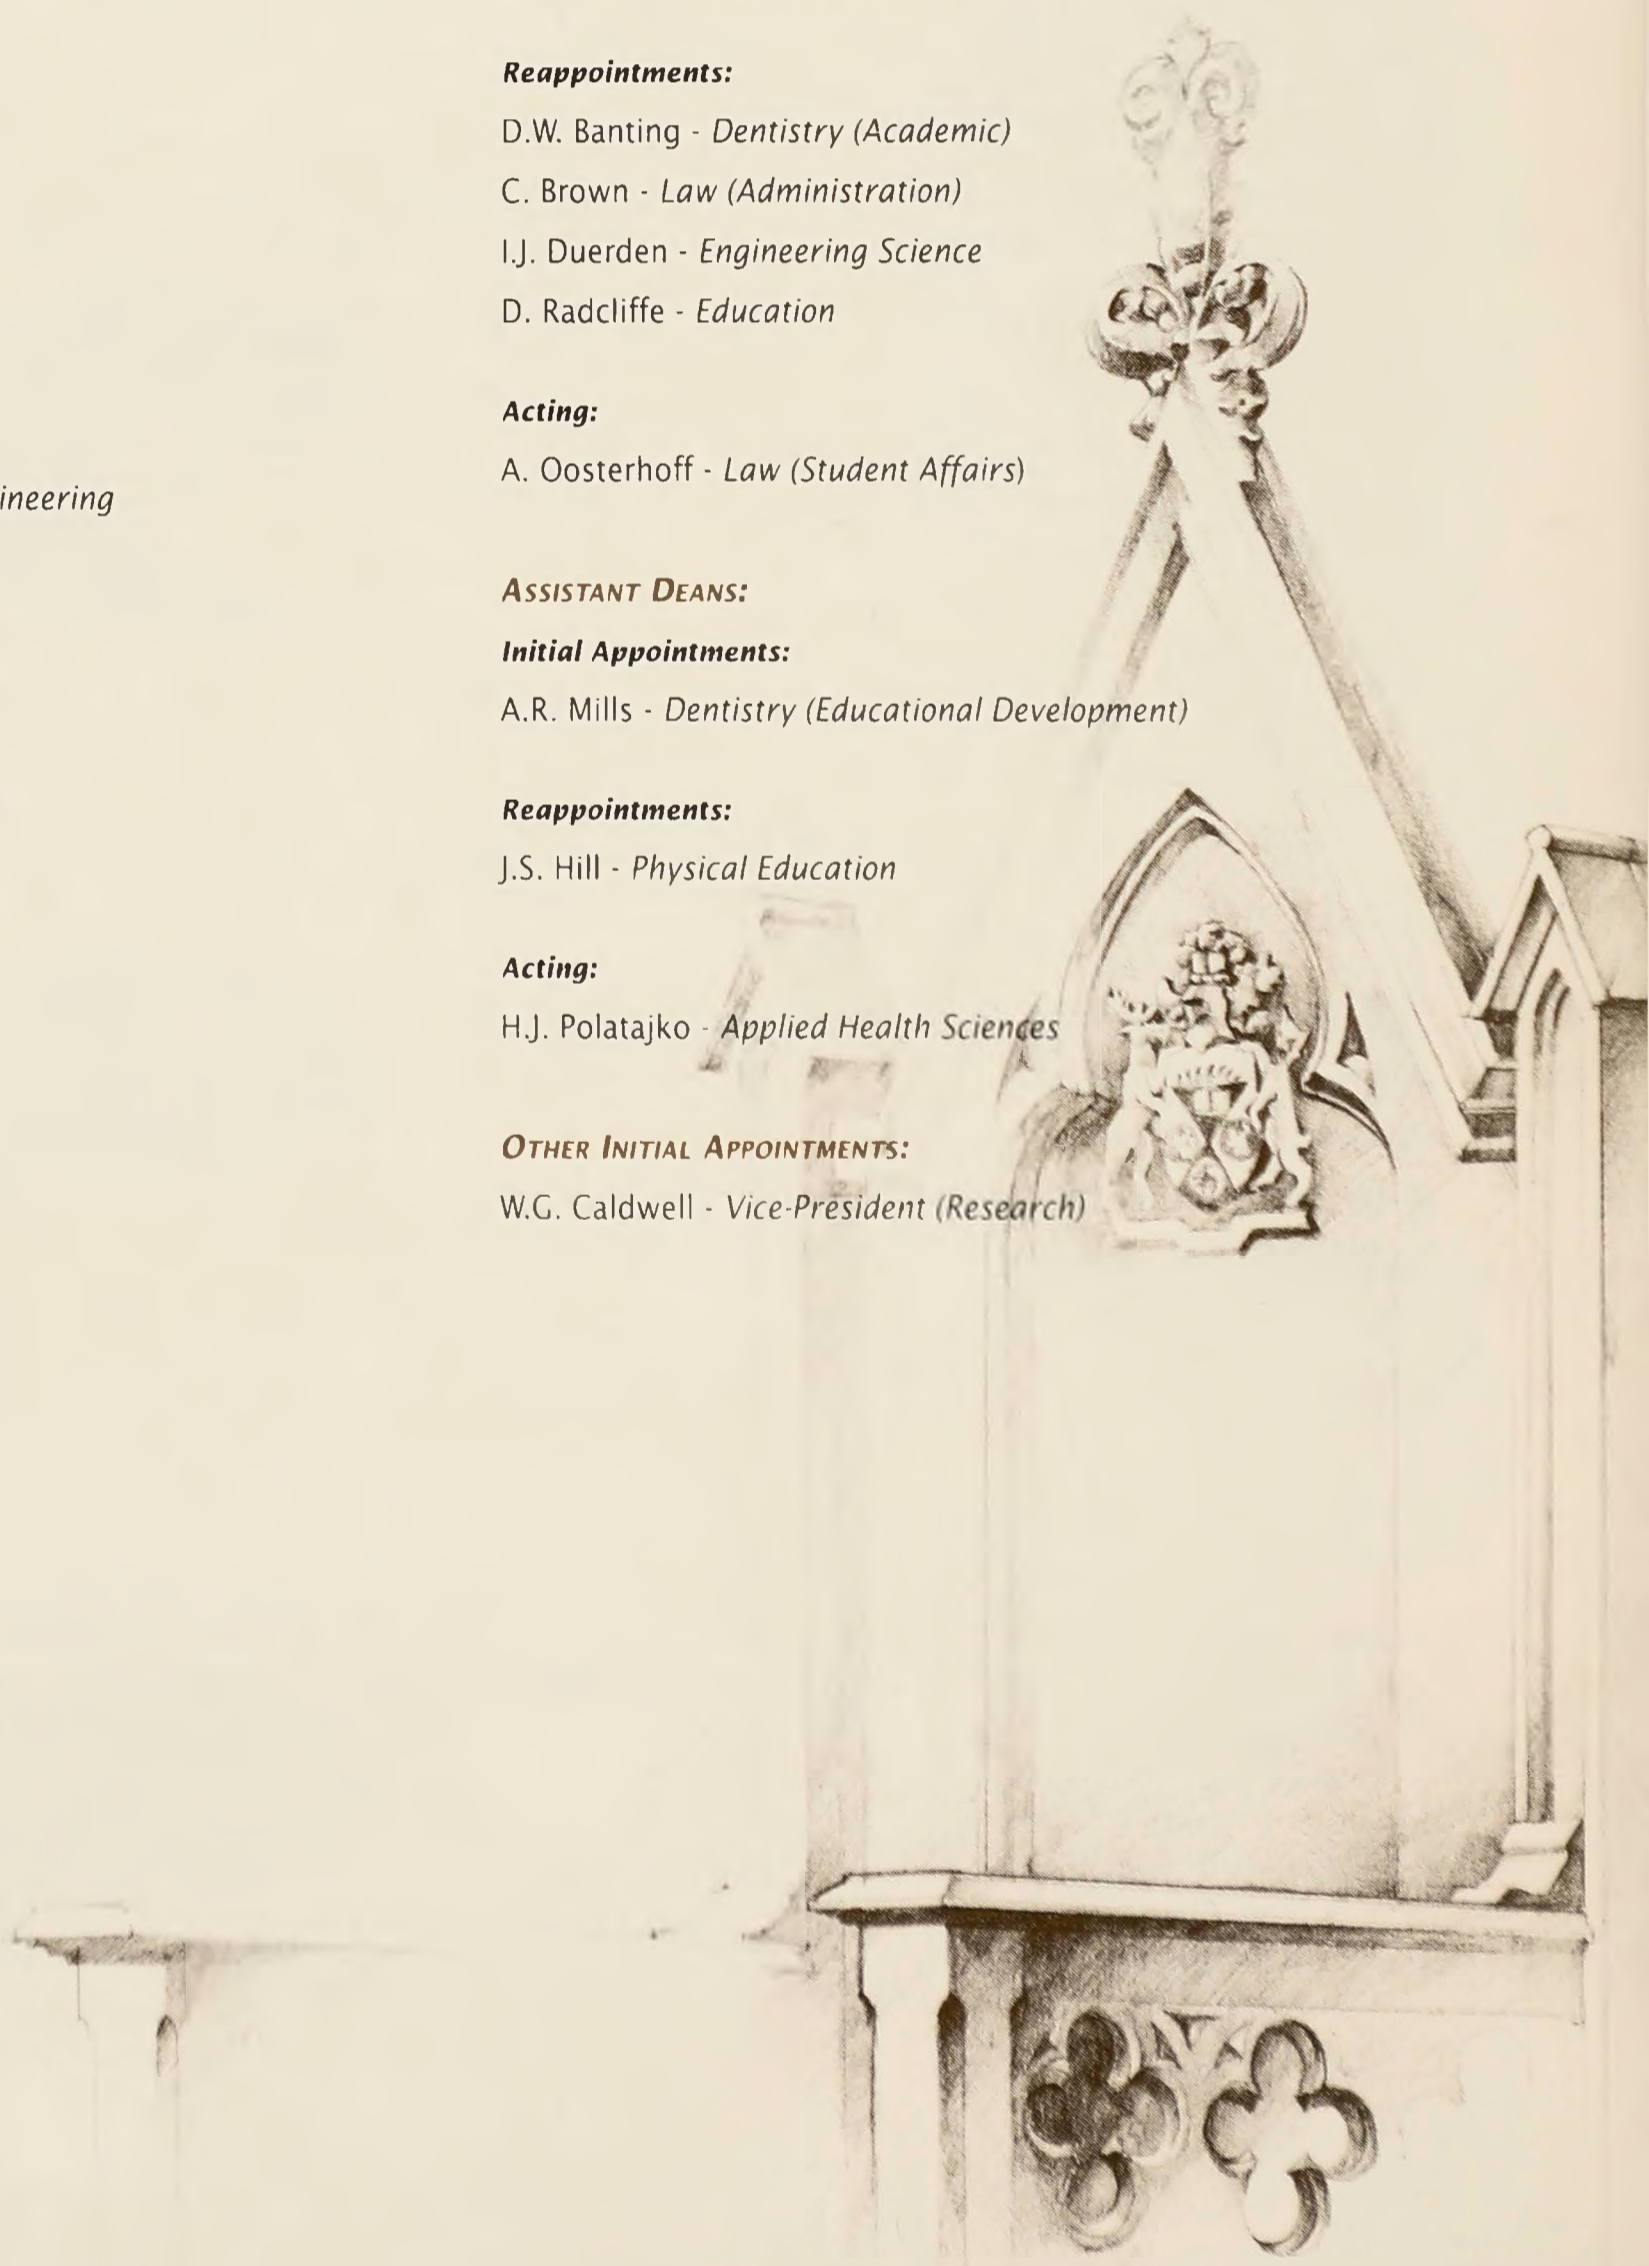 ineering
Reappointments:
D.W. Banting - Dentistry (Academic)
C. Brown - Law (Administration)
I.J. Duerden - Engineering Science
D. Radcliffe - Education
Acting:
A. Oosterhoff - Law (Student Affairs)
ASSISTANT DEANS:
Initial Appointments:
A.R. Mills - Dentistry (Educational Development)
Reappointments:
J.S. Hill - Physical Education
Acting:
H.J. Polatajko - Applied Health Sciences
OTHER INITIAL APPOINTMENTS:
W.G. Caldwell - Vice-President (Research)